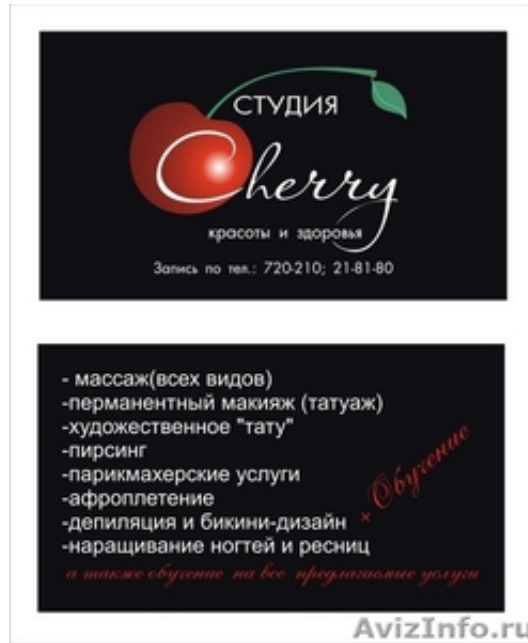 СТУДИЯ
Cherry
красоты и здоровья
Запись по тел.: 720-210; 21-81-80
- массаж(всех видов)
-перманентный макияж (татуаж)
-художественное "тату"
-пирсинг
-парикмахерские услуги
-афроплетение
-депиляция и бикини-дизайн
-наращивание ногтей и ресниц
× Обучение
а также обучение на все предлагаемые услуги
AvizInfo.ru